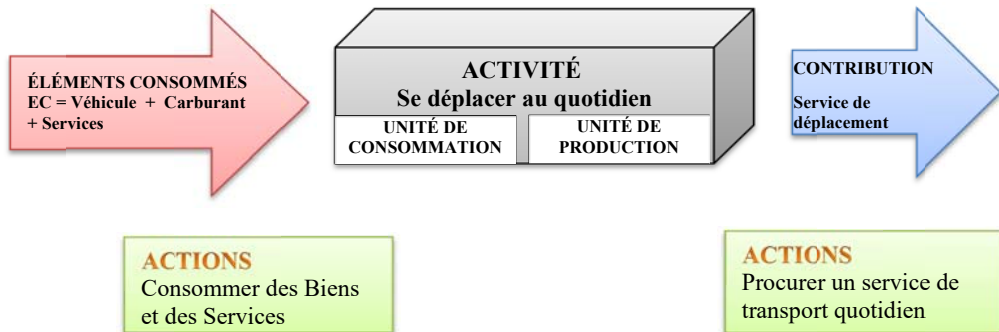 ÉLÉMENTS CONSOMMÉS
EC = Véhicule + Carburant
+ Services
ACTIVITÉ
Se déplacer au quotidien
UNITÉ DE
CONSOMMATION
UNITÉ DE
PRODUCTION
CONTRIBUTION
Service de
déplacement
ACTIONS
Consommer des Biens
et des Services
ACTIONS
Procurer un service de
transport quotidien